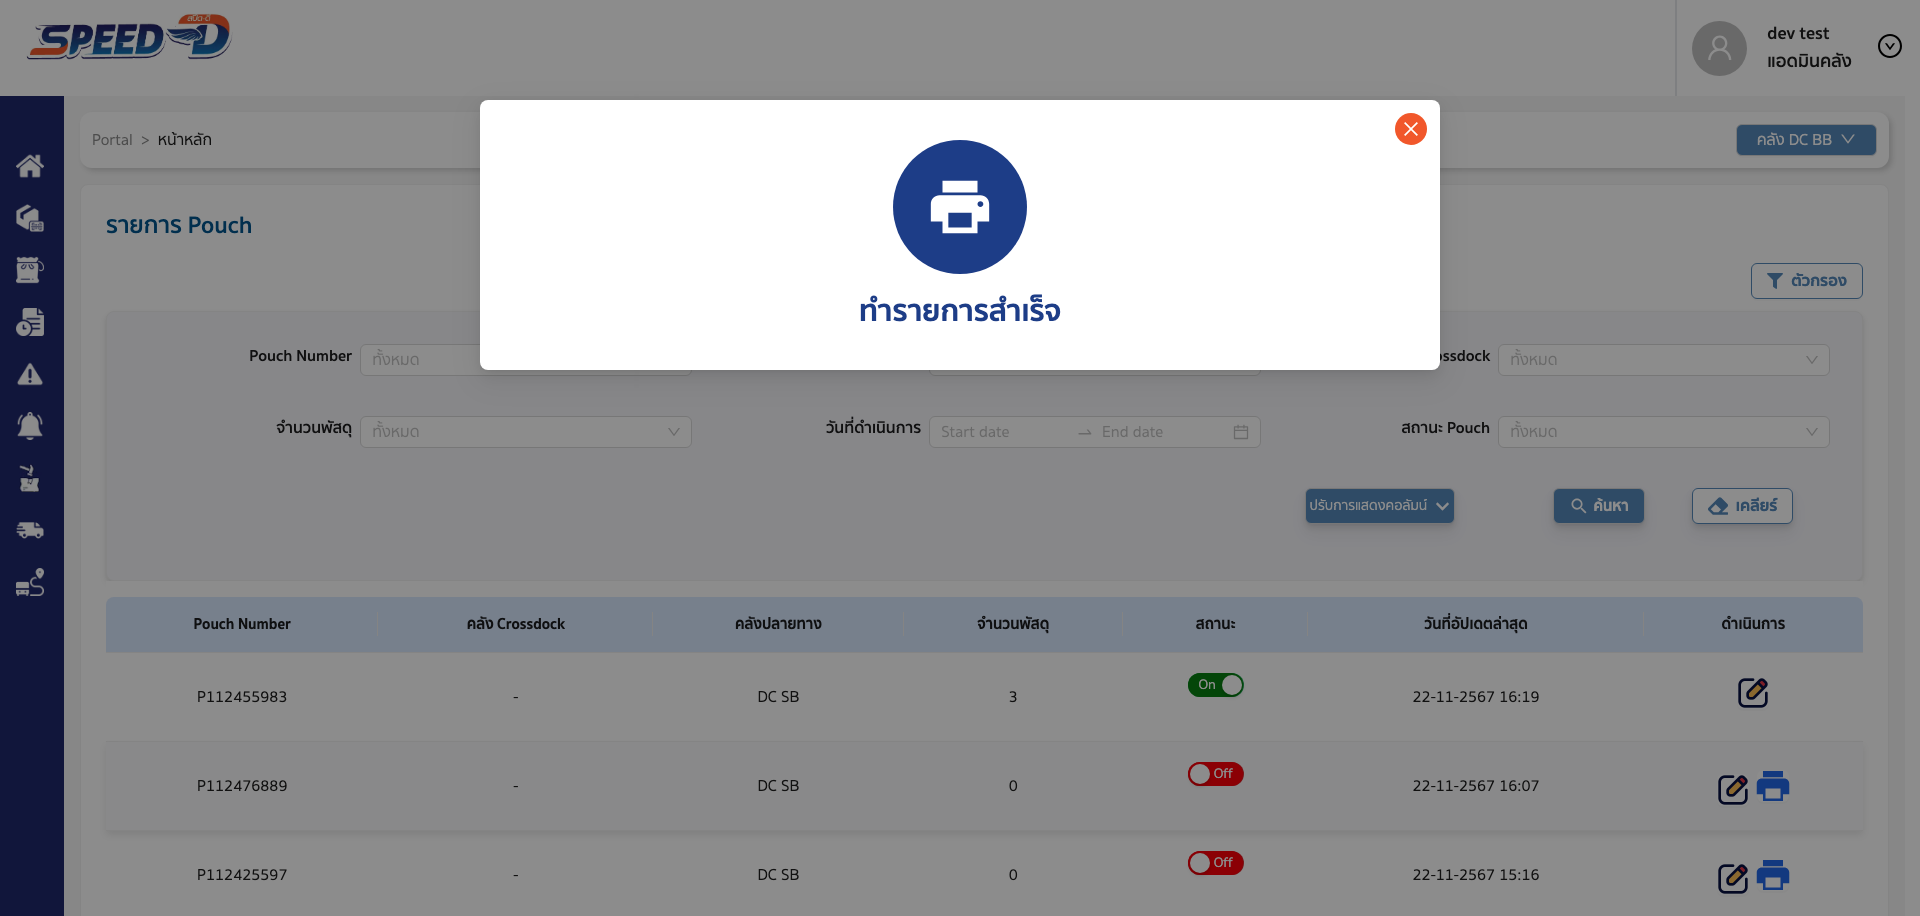 สปีด-ดี
SPEED-D
dev test
แอดมินคลัง
Portal > หน้าหลัก
คลัง DC BB
รายการ Pouch
ทำรายการสำเร็จ
ตัวกรอง
Pouch Number ทั้งหมด
ossdock ทั้งหมด
จำนวนพัสดุ ทั้งหมด วันที่ดำเนินการ Start date End date สถานะ Pouch ทั้งหมด
ปรับการแสดงคอลัมน์ ค้นหา เคลียร์
Pouch Number คลัง Crossdock คลังปลายทาง จำนวนพัสดุ สถานะ วันที่อัปเดตล่าสุด ดำเนินการ
P112455983 - DC SB 3 On 22-11-2567 16:19
P112476889 - DC SB 0 Off 22-11-2567 16:07
P112425597 - DC SB 0 Off 22-11-2567 15:16